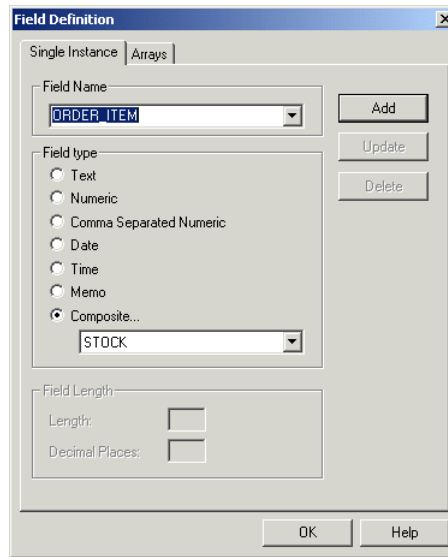 Field Definition
Single Instance
Arrays
Field Name
ORDER_ITEM
Add
Update
Delete
Field type
Text
Numeric
Comma Separated Numeric
Date
Time
Memo
Composite...
STOCK
Field Length
Length:
Decimal Places:
OK
Help